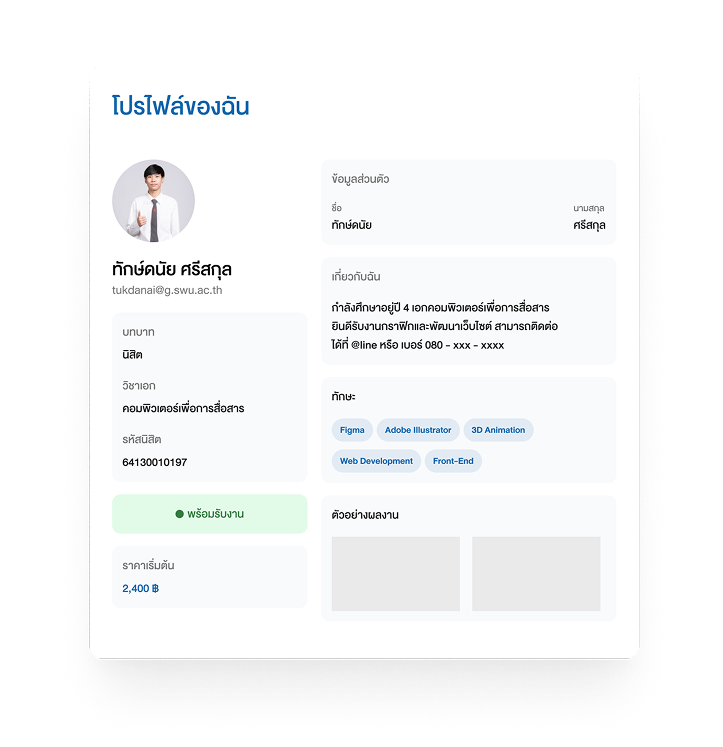 โปรไฟล์ของฉัน
ทักษ์ดนัย ศรีสกุล
tukdanai@g.swu.ac.th
บทบาท
นิสิต
วิชาเอก
คอมพิวเตอร์เพื่อการสื่อสาร
รหัสนิสิต
64130010197
พร้อมรับงาน
ราคาเริ่มต้น
2,400 ฿
ข้อมูลส่วนตัว
ชื่อ นามสกุล
ทักษ์ดนัย ศรีสกุล
เกี่ยวกับฉัน
กำลังศึกษาอยู่ปี 4 เอกคอมพิวเตอร์เพื่อการสื่อสาร
ยินดีรับงานกราฟิกและพัฒนาเว็บไซต์ สามารถติดต่อ
ได้ที่ @line หรือ เบอร์ 080 - xxx - xxxx
ทักษะ
Figma Adobe Illustrator 3D Animation
Web Development Front-End
ตัวอย่างผลงาน